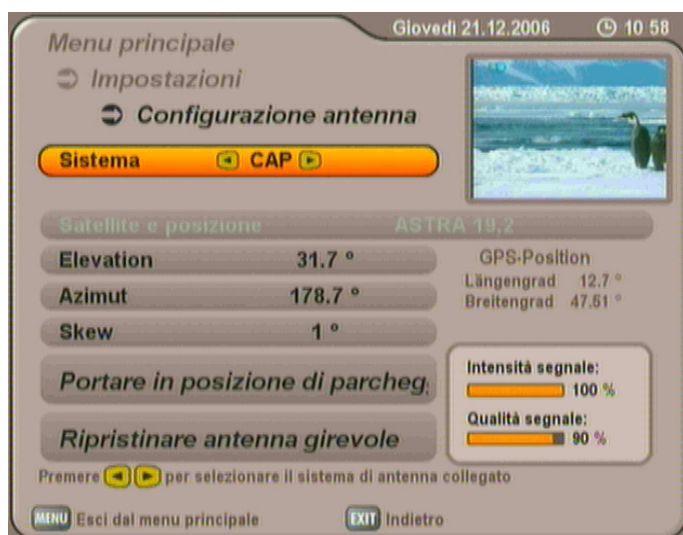 Giovedì 21.12.2006 10 58
Menu principale
Impostazioni
Configurazione antenna
Sistema CAP
Satellite e posizione ASTRA 19,2
Elevation 31.7 °
Azimut 178.7 °
Skew 1 °
GPS-Position
Längengrad 12.7 °
Breitengrad 47.51 °
Portare in posizione di parcheg
Ripristinare antenna girevole
Intensità segnale:
100 %
Qualità segnale:
90 %
Premere per selezionare il sistema di antenna collegato
MENU Esci dal menu principale EXIT Indietro